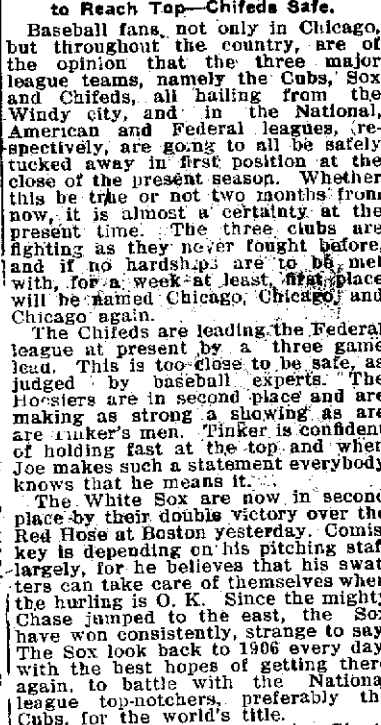 to Reach Top—Chifeds Safe.
Baseball fans, not only in Chicago,
but throughout the country, are of
the opinion that the three major
league teams, namely the Cubs, Sox
and Chifeds, all hailing from the
Windy city, and in the National,
American and Federal leagues, re-
spectively, are going to all be safely
tucked away in first position at the
close of the present season. Whether
this be true or not two months from
now, it is almost a certainty at the
present time. The three clubs are
fighting as they never fought before,
and if no hardships are to be met
with, for a week at least, first place
will be named Chicago, Chicago, and
Chicago again.
The Chifeds are leading the Federal
league at present by a three game
lead. This is too close to be safe, as
judged by baseball experts. The
Hoosiers are in second place and are
making as strong a showing as are
are Tinker's men. Tinker is confident
of holding fast at the top and when
Joe makes such a statement everybody
knows that he means it.
The White Sox are now in second
place by their double victory over the
Red Hose at Boston yesterday. Comis
key is depending on his pitching staf
largely, for he believes that his swat-
ters can take care of themselves when
the hurling is O. K. Since the mighty
Chase jumped to the east, the Sox
have won consistently, strange to say
The Sox look back to 1906 every day
with the best hopes of getting there
again, to battle with the Nationa
league top-notchers, preferably th
Cubs, for the world's title.